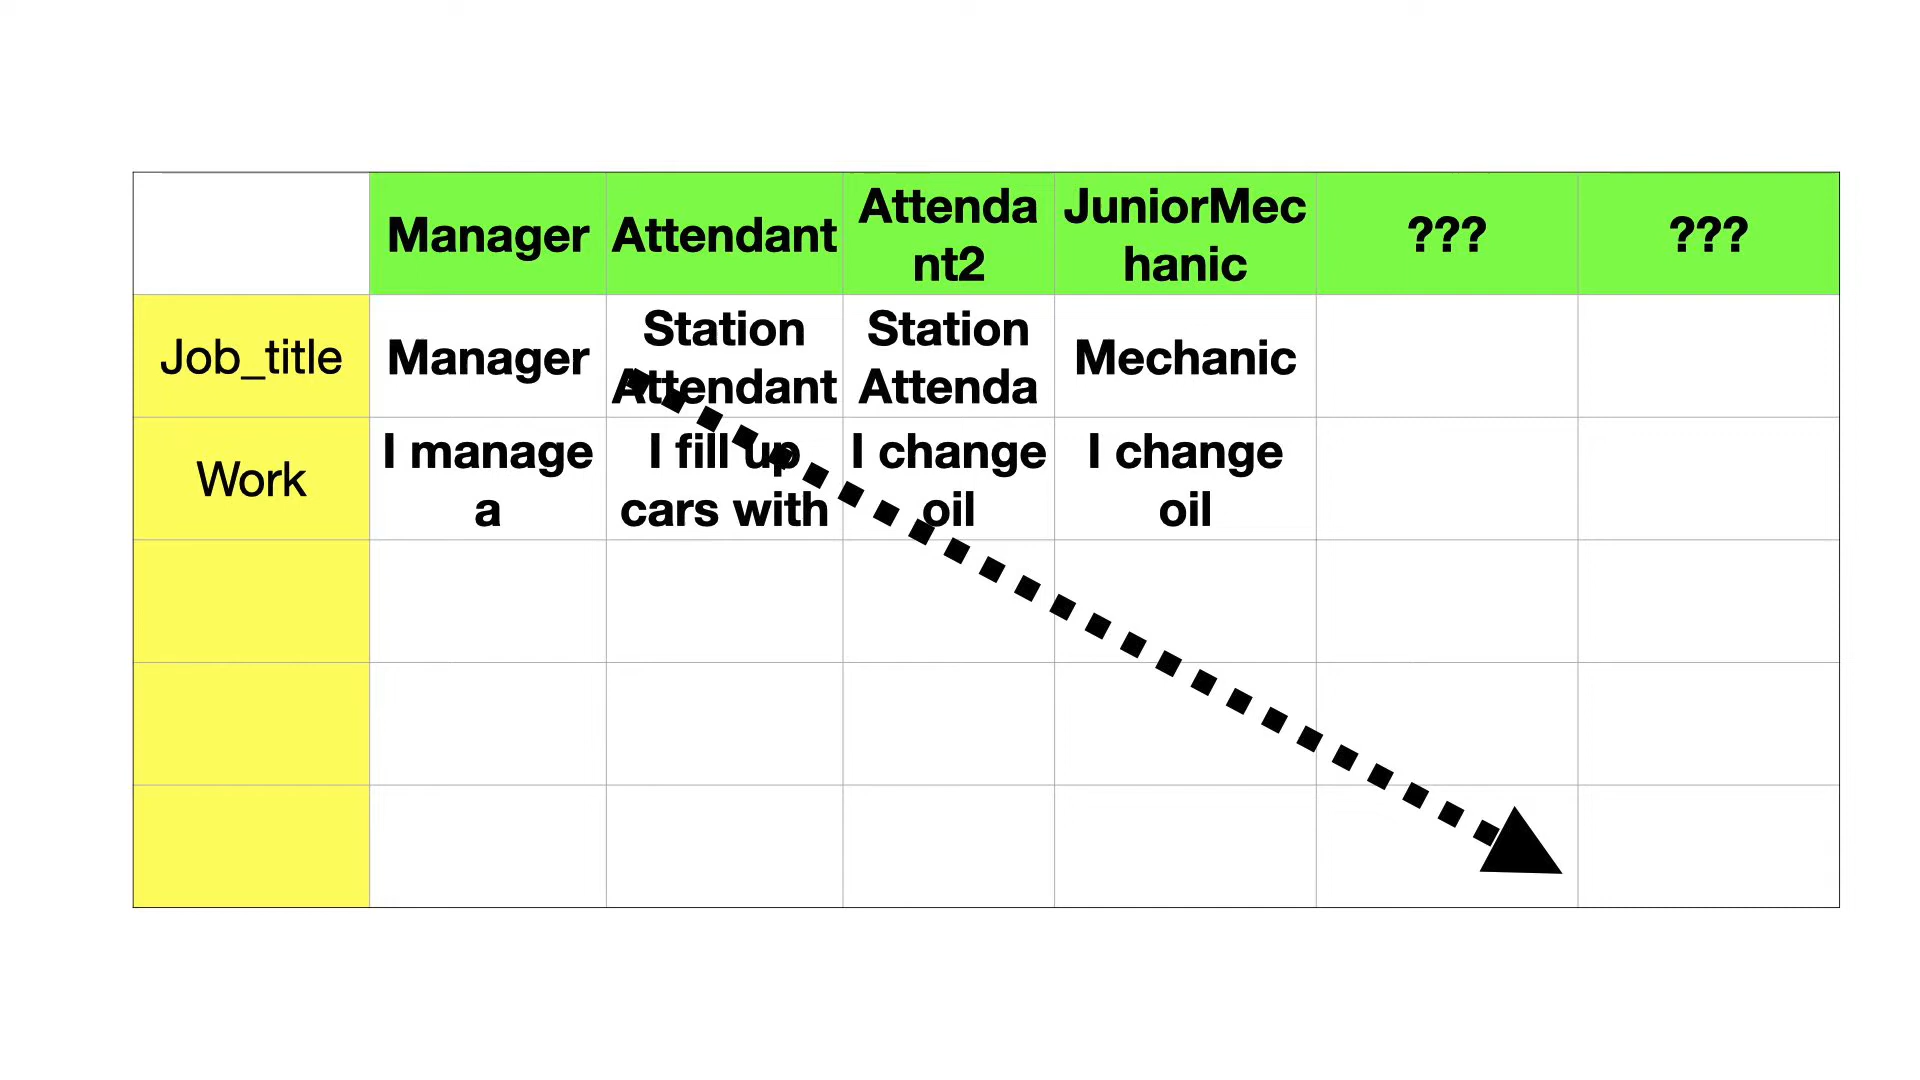 Manager
Attendant
Attenda
nt2
JuniorMec
hanic
???
???
Job_title
Manager
Station
Attendant
Station
Attenda
Mechanic
Work
I manage
a
I fill up
cars with
I change
oil
I change
oil